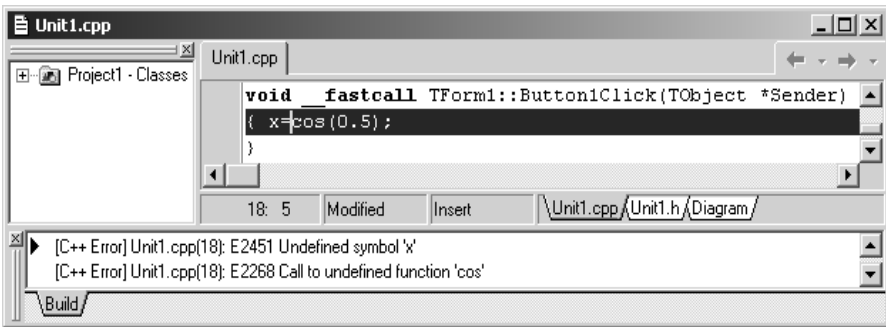 Unit1.cpp
Project1 - Classes
Unit1.cpp
void __fastcall TForm1::Button1Click(TObject *Sender)
{ x=cos(0.5);
}
18: 5 Modified Insert Unit1.cpp Unit1.h Diagram
[C++ Error] Unit1.cpp(18): E2451 Undefined symbol 'x'
[C++ Error] Unit1.cpp(18): E2268 Call to undefined function 'cos'
Build